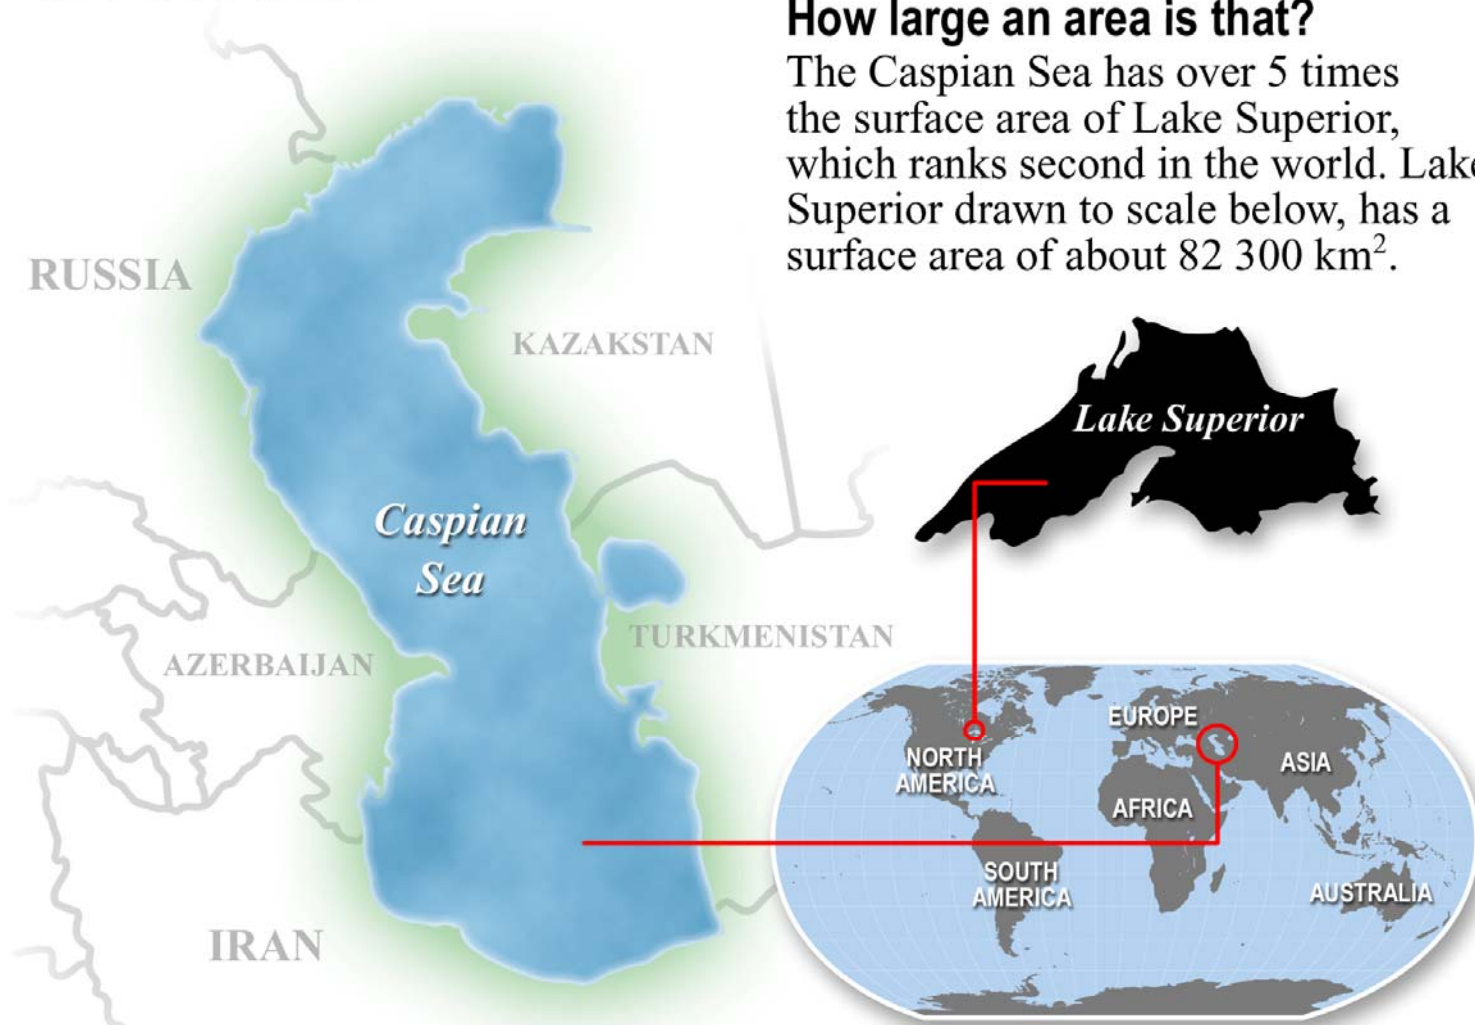 How large an area is that?
The Caspian Sea has over 5 times
the surface area of Lake Superior,
which ranks second in the world. Lake
Superior drawn to scale below, has a
surface area of about 82 300 km².
RUSSIA
KAZAKSTAN
Lake Superior
Caspian
Sea
TURKMENISTAN
AZERBAIJAN
IRAN
EUROPE
NORTH
AMERICA
ASIA
AFRICA
SOUTH
AMERICA
AUSTRALIA